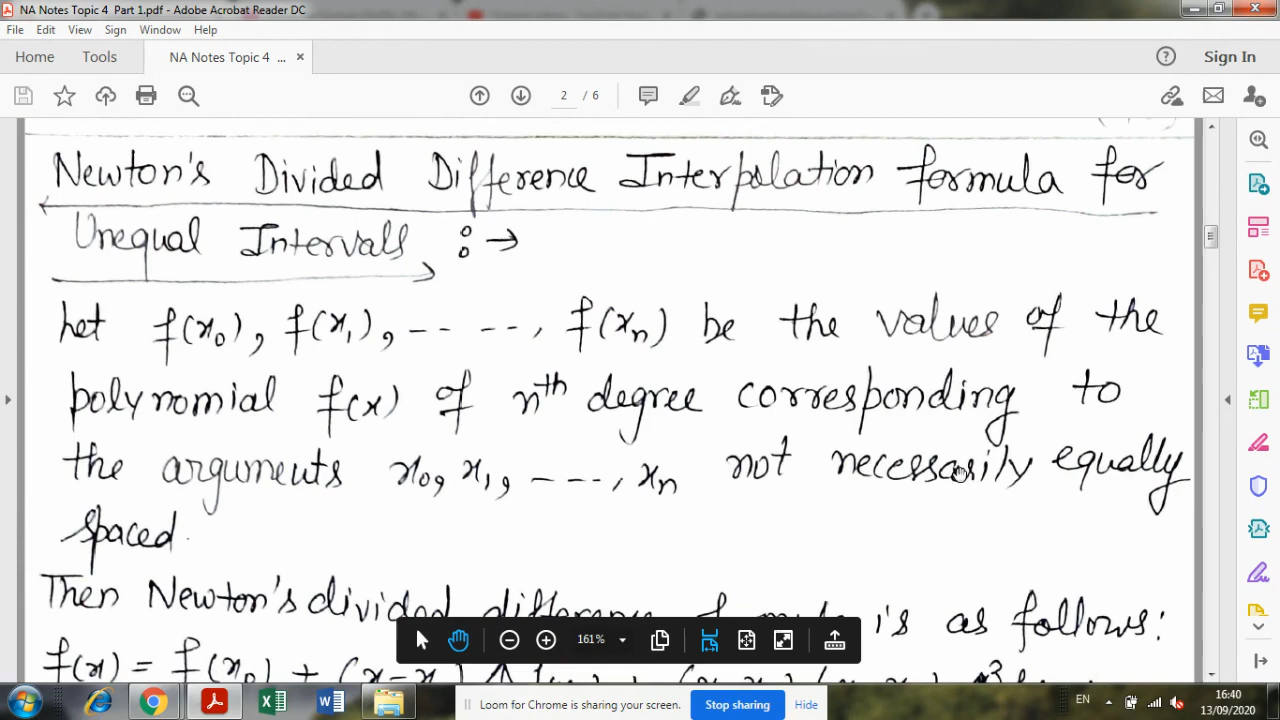 NA Notes Topic 4 Part 1.pdf - Adobe Acrobat Reader DC
File Edit View Sign Window Help
Home Tools NA Notes Topic 4 ... × Sign In
2 / 6
Newton's Divided Difference Interpolation formula for
Unequal Intervals :→
Let f(x₀), f(x₁), -- -- --, f(xₙ) be the values of the
polynomial f(x) of nth degree corresponding to
the arguments x₀, x₁, ----, xₙ not necessarily equally
spaced.
Then Newton's divided difference is as follows:
f(x) = f(x₀) +
161%
Loom for Chrome is sharing your screen. Stop sharing Hide
EN 16:40
13/09/2020